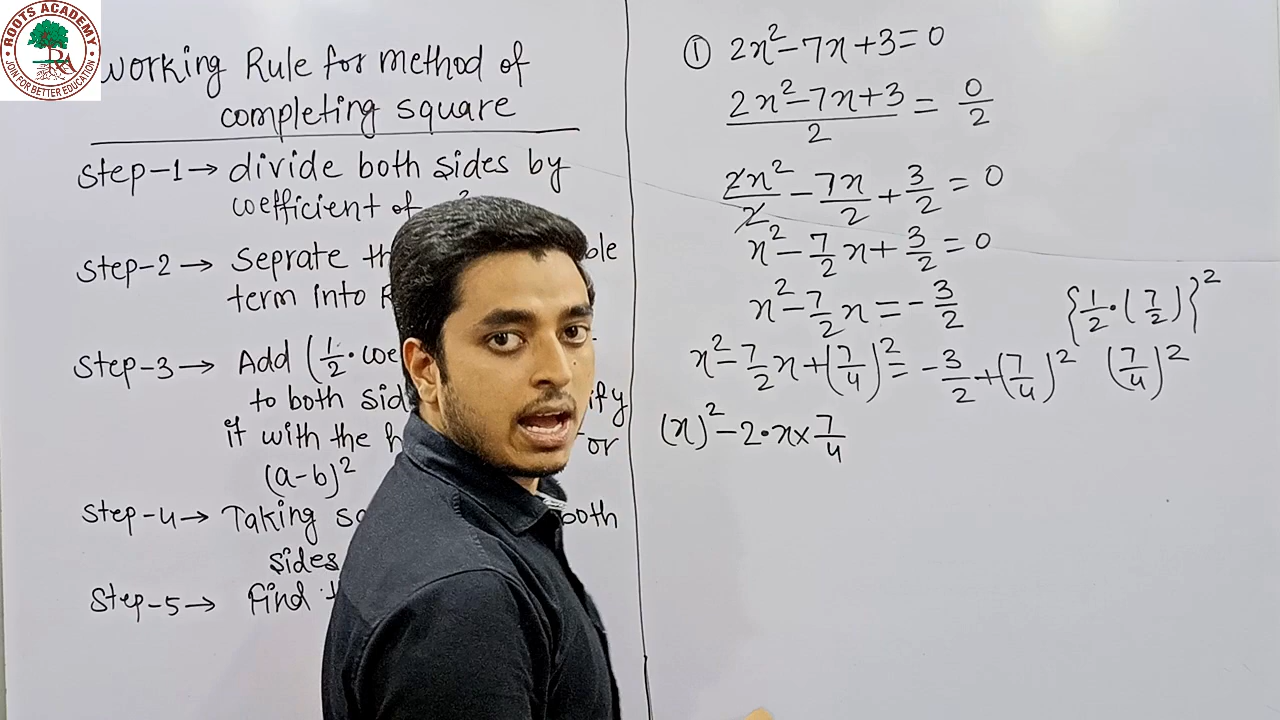 ROOTS ACADEMY
JOIN FOR BETTER EDUCATION
Working Rule for method of
completing square
Step-1→ divide both sides by
coefficient of
Step-2 → Seprate
term into
Step-3 → Add (1/2·coe
to both sid
it with the or
(a-b)²
Step-4→ Taking both
sides
Step-5→ Find
① 2x²-7x+3=0
(2x²-7x+3)/2 = 0/2
2x²/2 - 7x/2 + 3/2 = 0
x² - 7/2 x + 3/2 = 0
x² - 7/2 x = - 3/2
{1/2·(7/2)}²
x² - 7/2 x + (7/4)² = - 3/2 + (7/4)²
(7/4)²
(x)² - 2·x × 7/4